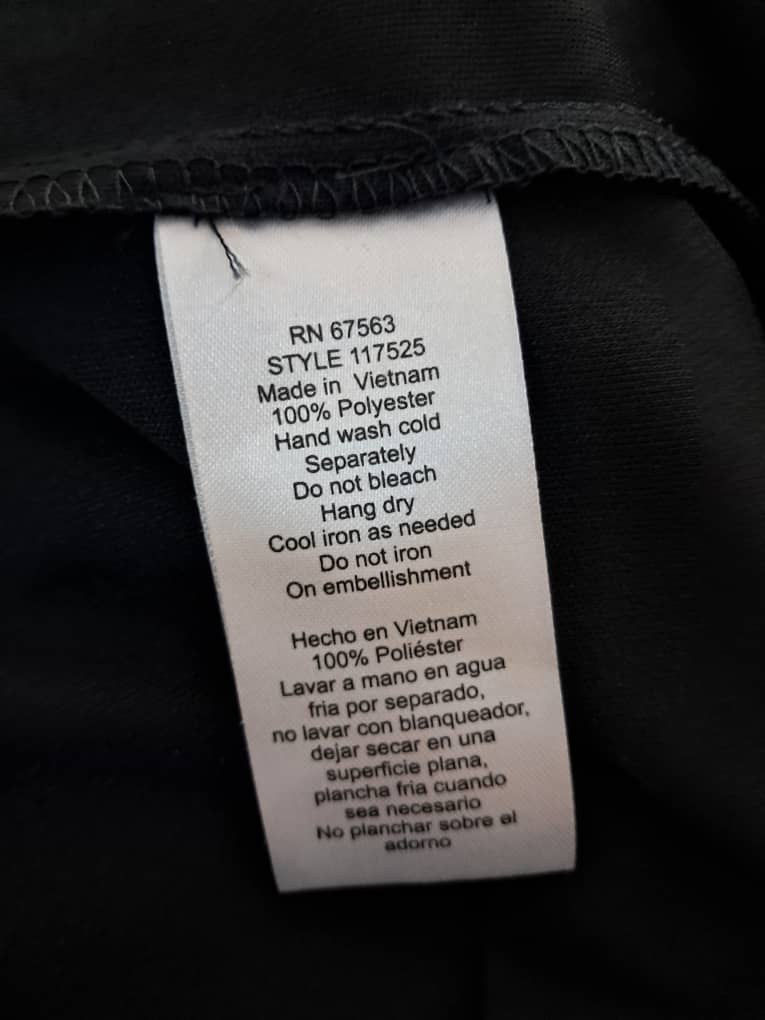 RN 67563
STYLE 117525
Made in Vietnam
100% Polyester
Hand wash cold
Separately
Do not bleach
Hang dry
Cool iron as needed
Do not iron
On embellishment
Hecho en Vietnam
100% Poliéster
Lavar a mano en agua
fria por separado,
no lavar con blanqueador,
dejar secar en una
superficie plana,
plancha fria cuando
sea necesario
No planchar sobre el
adorno